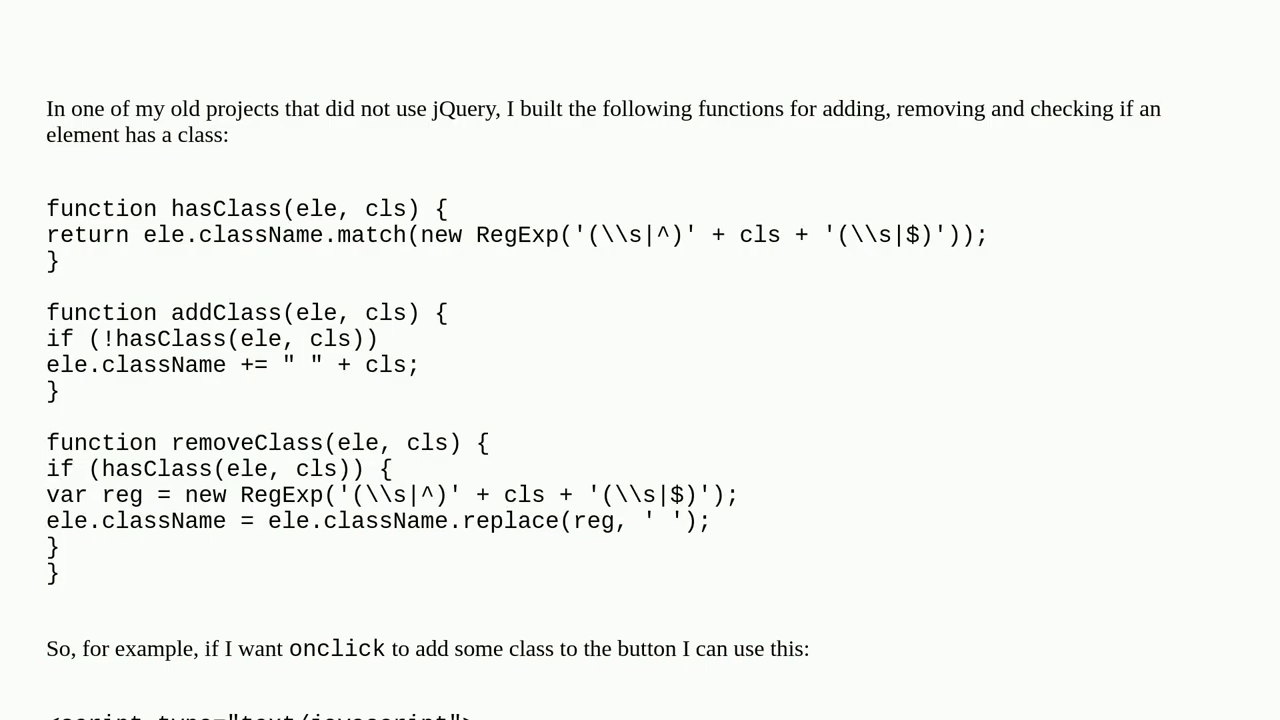 In one of my old projects that did not use jQuery, I built the following functions for adding, removing and checking if an
element has a class:
function hasClass(ele, cls) {
return ele.className.match(new RegExp('(\\s|^)' + cls + '(\\s|$)'));
}
function addClass(ele, cls) {
if (!hasClass(ele, cls))
ele.className += " " + cls;
}
function removeClass(ele, cls) {
if (hasClass(ele, cls)) {
var reg = new RegExp('(\\s|^)' + cls + '(\\s|$)');
ele.className = ele.className.replace(reg, ' ');
}
}
So, for example, if I want onclick to add some class to the button I can use this:
<script type="text/javascript">